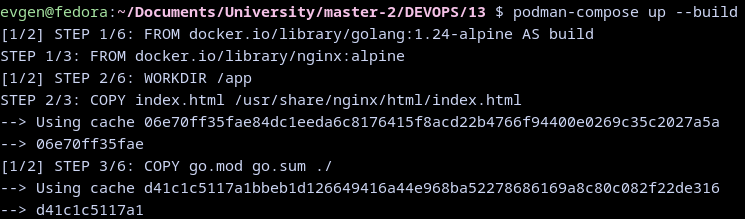 evgen@fedora:~/Documents/University/master-2/DEVOPS/13 $ podman-compose up --build
[1/2] STEP 1/6: FROM docker.io/library/golang:1.24-alpine AS build
STEP 1/3: FROM docker.io/library/nginx:alpine
[1/2] STEP 2/6: WORKDIR /app
STEP 2/3: COPY index.html /usr/share/nginx/html/index.html
--> Using cache 06e70ff35fae84dc1eeda6c8176415f8acd22b4766f94400e0269c35c2027a5a
--> 06e70ff35fae
[1/2] STEP 3/6: COPY go.mod go.sum ./
--> Using cache d41c1c5117a1bbeb1d126649416a44e968ba52278686169a8c80c082f22de316
--> d41c1c5117a1